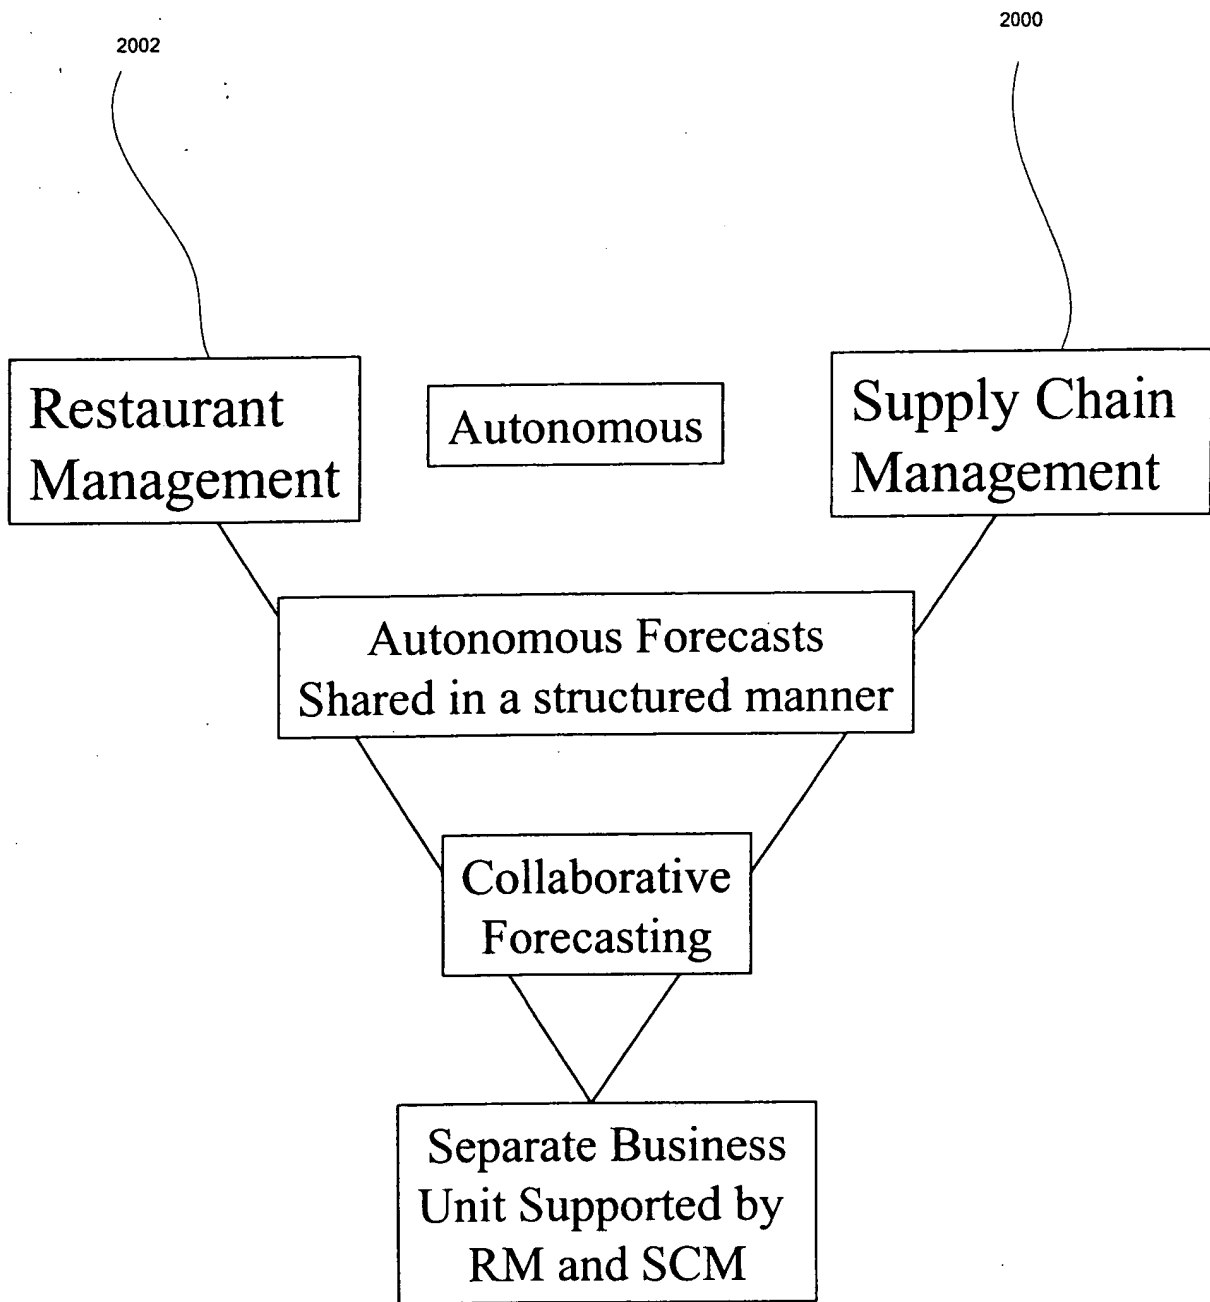 2002
2000
Restaurant
Management
Autonomous
Supply Chain
Management
Autonomous Forecasts
Shared in a structured manner
Collaborative
Forecasting
Separate Business
Unit Supported by
RM and SCM